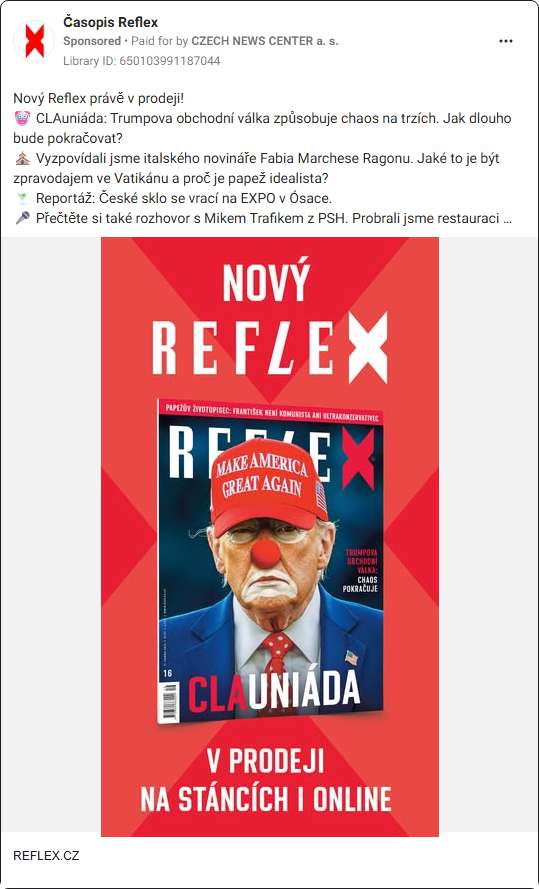 Časopis Reflex
Sponsored • Paid for by CZECH NEWS CENTER a. s.
Library ID: 650103991187044
Nový Reflex právě v prodeji!
🤡 CLAuniáda: Trumpova obchodní válka způsobuje chaos na trzích. Jak dlouho
bude pokračovat?
⛪ Vyzpovídali jsme italského novináře Fabia Marchese Ragonu. Jaké to je být
zpravodajem ve Vatikánu a proč je papež idealista?
🍸 Reportáž: České sklo se vrací na EXPO v Ósace.
🎤 Přečtěte si také rozhovor s Mikem Trafikem z PSH. Probrali jsme restauraci ...
NOVÝ
REFLEX
PAPEŽŮV ŽIVOTOPISEC: FRANTIŠEK NENÍ KOMUNISTA ANI ULTRAKONZERVATIVEC
REFLEX
MAKE AMERICA
GREAT AGAIN
TRUMPOVA
OBCHODNÍ
VÁLKA:
CHAOS
POKRAČUJE
16
CLAUNIÁDA
V PRODEJI
NA STÁNCÍCH I ONLINE
REFLEX.CZ